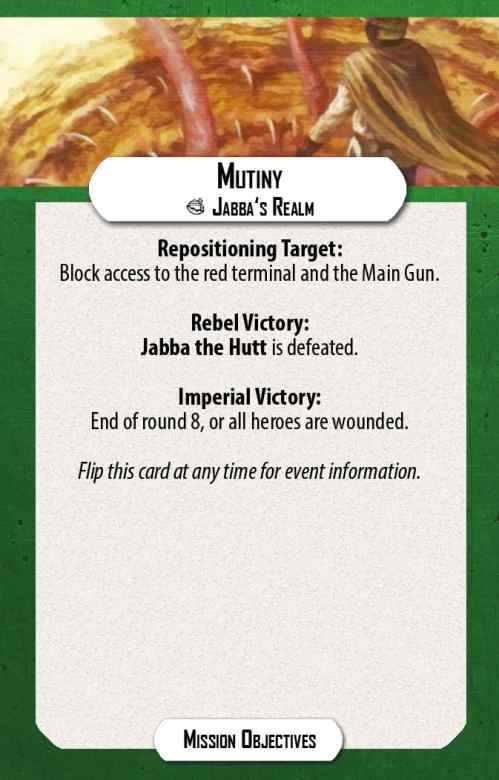 Mutiny
Jabba's Realm
Repositioning Target:
Block access to the red terminal and the Main Gun.
Rebel Victory:
Jabba the Hutt is defeated.
Imperial Victory:
End of round 8, or all heroes are wounded.
Flip this card at any time for event information.
Mission Objectives